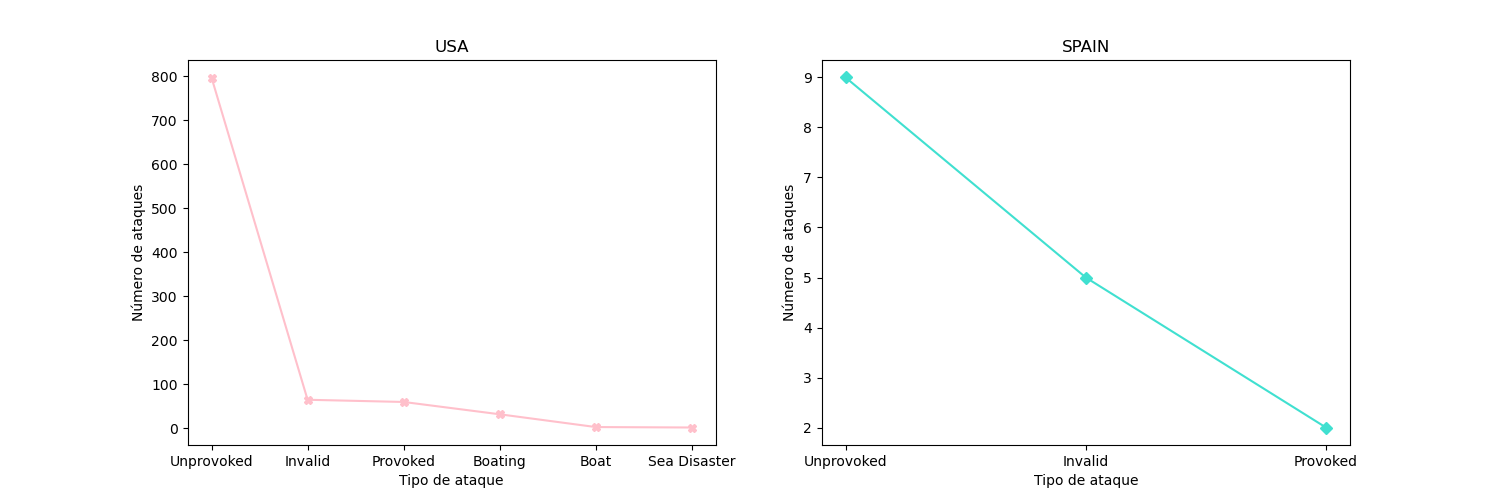 USA
800
700
600
500
400
300
200
100
0
Número de ataques
Unprovoked Invalid Provoked Boating Boat Sea Disaster
Tipo de ataque
SPAIN
9
8
7
6
5
4
3
2
Número de ataques
Unprovoked Invalid Provoked
Tipo de ataque